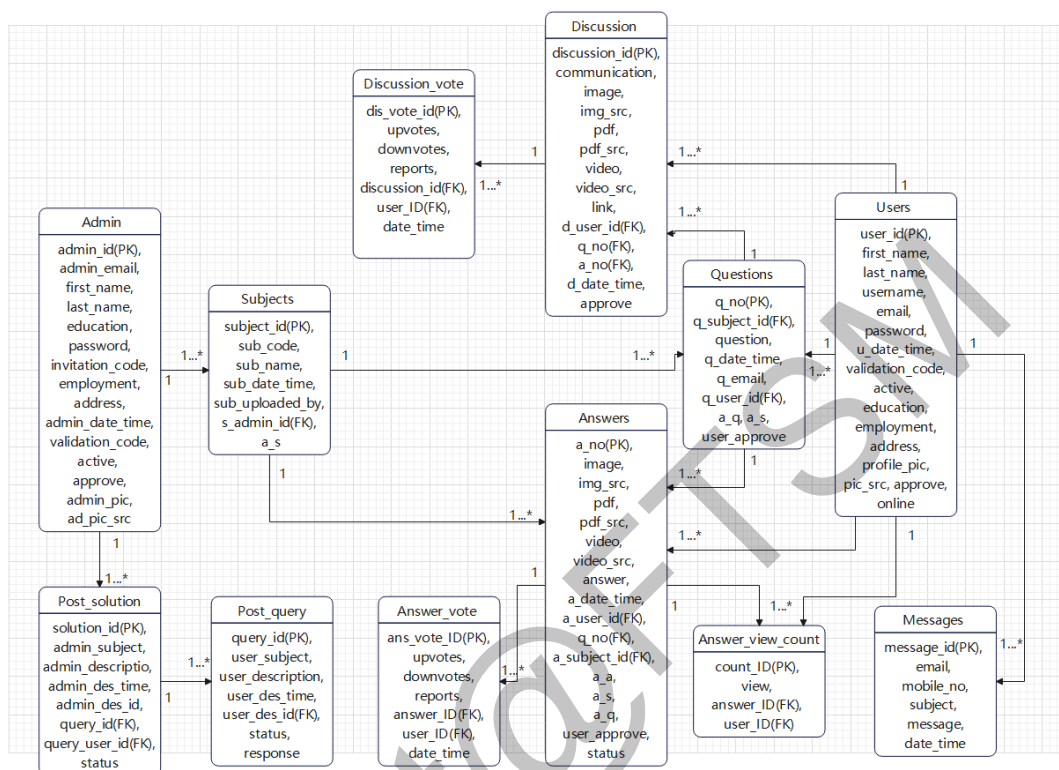 Discussion
discussion_id(PK),
communication,
image,
img_src,
pdf,
pdf_src,
video,
video_src,
link,
d_user_id(FK),
q_no(FK),
a_no(FK),
d_date_time,
approve
Discussion_vote
dis_vote_id(PK),
upvotes,
downvotes,
reports,
discussion_id(FK),
user_ID(FK),
date_time
1
1...*
1...*
1
1...*
1
Users
user_id(PK),
first_name,
last_name,
username,
email,
password,
u_date_time,
validation_code,
active,
education,
employment,
address,
profile_pic,
pic_src, approve,
online
Admin
admin_id(PK),
admin_email,
first_name,
last_name,
education,
password,
invitation_code,
employment,
address,
admin_date_time,
validation_code,
active,
approve,
admin_pic,
ad_pic_src
1...*
1
Subjects
subject_id(PK),
sub_code,
sub_name,
sub_date_time,
sub_uploaded_by,
s_admin_id(FK),
a_s
1
1...*
Questions
q_no(PK),
q_subject_id(FK),
question,
q_date_time,
q_email,
q_user_id(FK),
a_q, a_s,
user_approve
1
1...*
1
1
1...*
1
1...*
Answers
a_no(PK),
image,
img_src,
pdf,
pdf_src,
video,
video_src,
answer,
a_date_time,
a_user_id(FK),
q_no(FK),
a_subject_id(FK),
a_a,
a_s,
a_q,
user_approve,
status
1...*
1
1
1...*
1
1...*
1
1...*
Post_solution
solution_id(PK),
admin_subject,
admin_descriptio,
admin_des_time,
admin_des_id,
query_id(FK),
query_user_id(FK),
status
1...*
1
Post_query
query_id(PK),
user_subject,
user_description,
user_des_time,
user_des_id(FK),
status,
response
Answer_vote
ans_vote_ID(PK),
upvotes,
downvotes,
reports,
answer_ID(FK),
user_ID(FK),
date_time
1...*
Answer_view_count
count_ID(PK),
view,
answer_ID(FK),
user_ID(FK)
Messages
message_id(PK),
email,
mobile_no,
subject,
message,
date_time
1...*
@FTSM